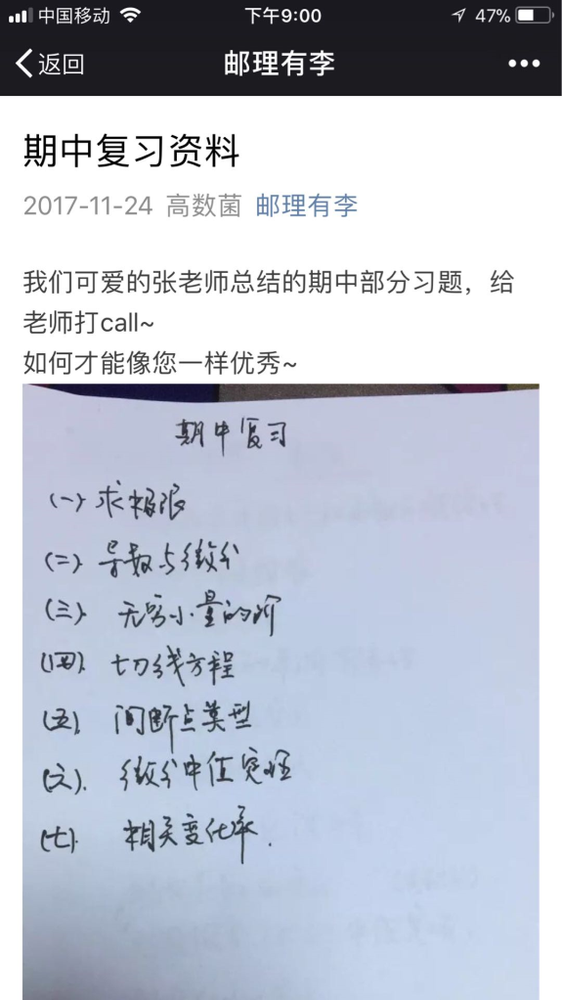 中国移动 下午9:00 47%
返回 邮理有李
期中复习资料
2017-11-24 高数菌 邮理有李
我们可爱的张老师总结的期中部分习题，给
老师打call~
如何才能像您一样优秀~
期中复习
(一) 求极限
(二) 导数与微分
(三) 无穷小量的阶
(四) 切线方程
(五) 间断点类型
(六). 微分中值定理
(七) 相关变化率.